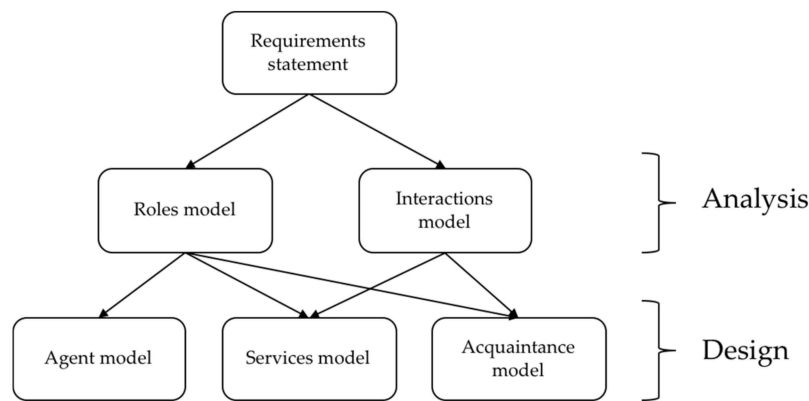 Requirements
statement
Roles model
Interactions
model
Analysis
Agent model
Services model
Acquaintance
model
Design